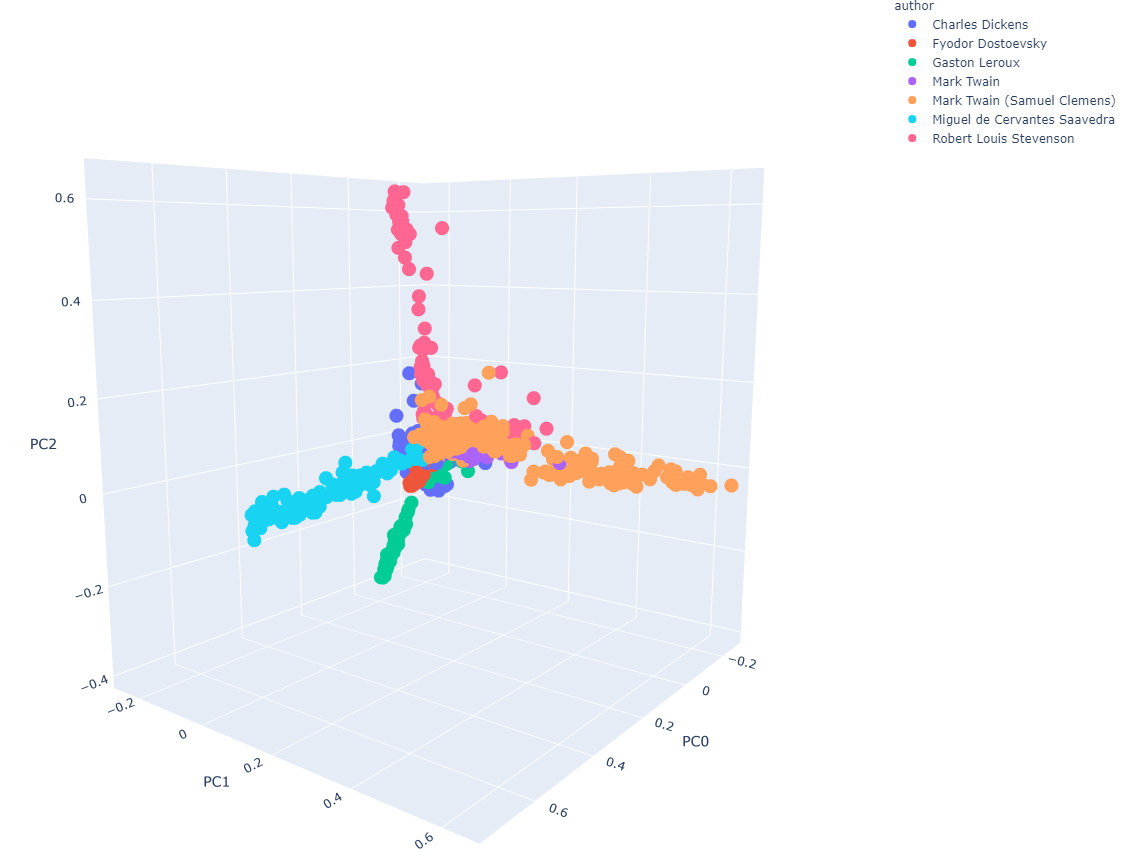 author
Charles Dickens
Fyodor Dostoevsky
Gaston Leroux
Mark Twain
Mark Twain (Samuel Clemens)
Miguel de Cervantes Saavedra
Robert Louis Stevenson
0.6
0.4
0.2
PC2
0
−0.2
−0.4
−0.2
0
PC1
0.2
0.4
0.6
−0.2
0
0.2
PC0
0.4
0.6